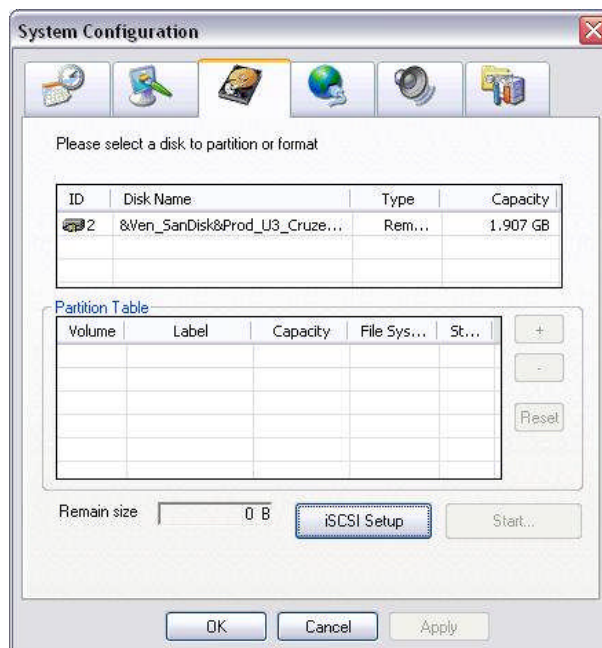 System Configuration
Please select a disk to partition or format
ID Disk Name Type Capacity
2 &Ven_SanDisk&Prod_U3_Cruze... Rem... 1.907 GB
Partition Table
Volume Label Capacity File Sys... St...
+
-
Reset
Remain size 0 B iSCSI Setup Start...
OK Cancel Apply